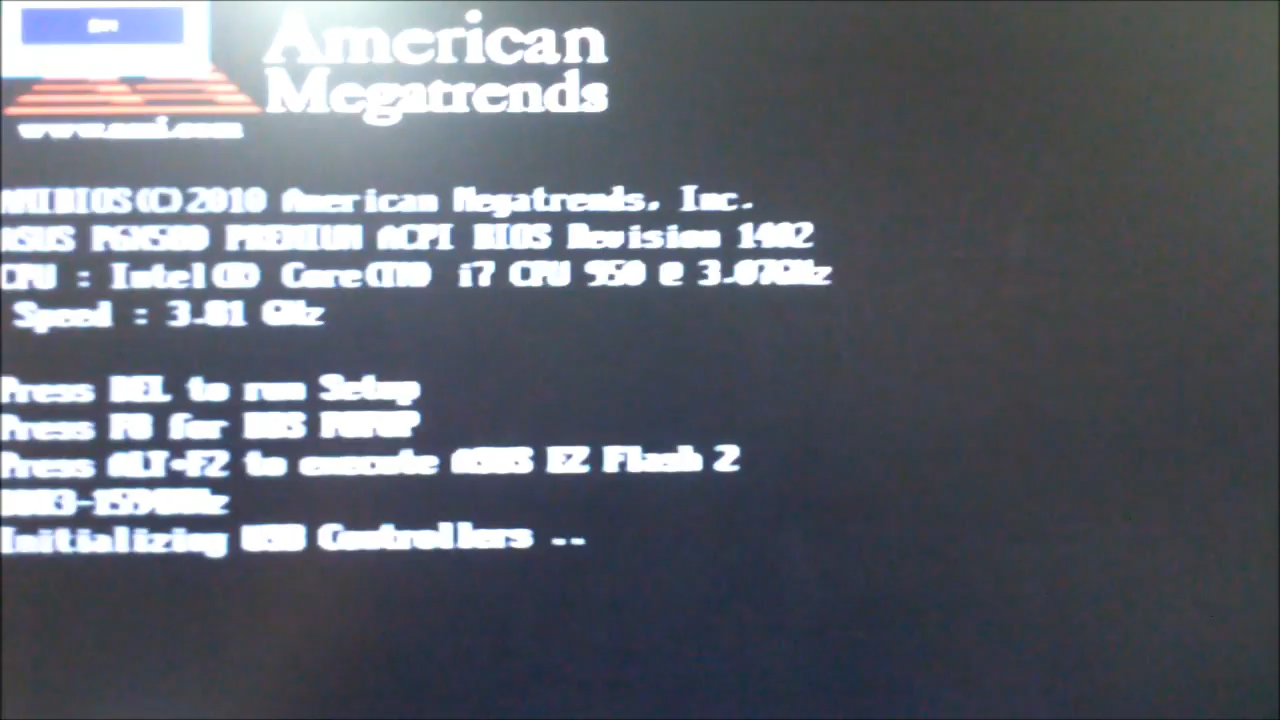 American
Megatrends
www.ami.com
AMIBIOS(C)2010 American Megatrends, Inc.
ASUS P6X58D PREMIUM ACPI BIOS Revision 1402
CPU : Intel(R) Core(TM) i7 CPU 950 @ 3.07GHz
Speed : 3.81 GHz
Press DEL to run Setup
Press F8 for BBS POPUP
Press ALT+F2 to execute ASUS EZ Flash 2
Initializing USB Controllers ..